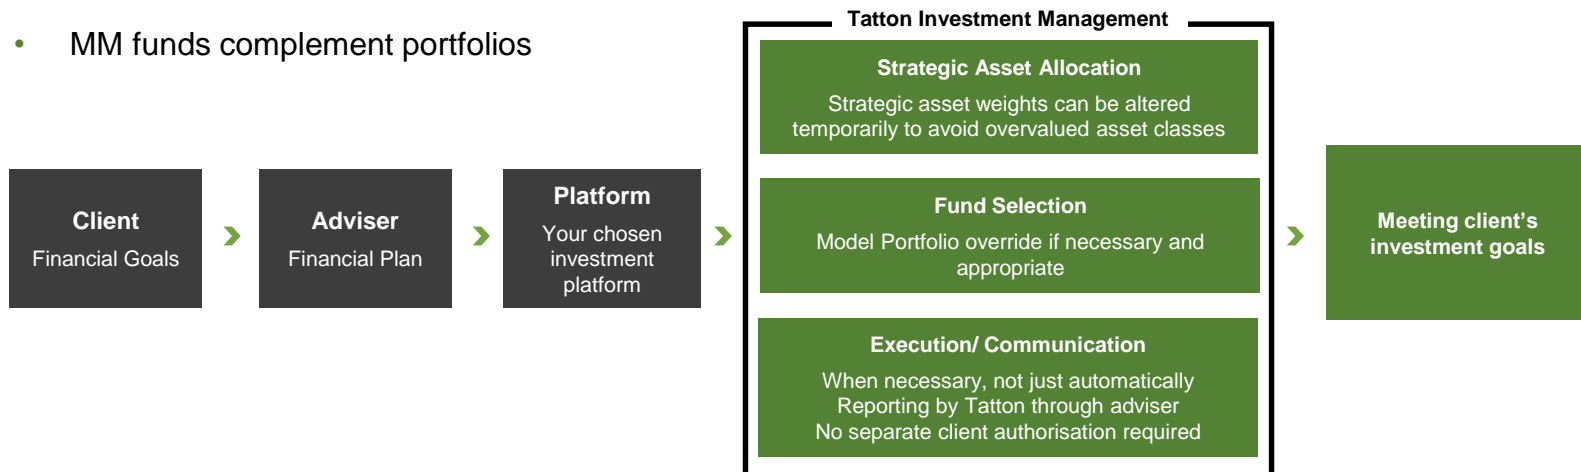 • MM funds complement portfolios
Client
Financial Goals
Adviser
Financial Plan
Platform
Your chosen
investment
platform
Tatton Investment Management
Strategic Asset Allocation
Strategic asset weights can be altered
temporarily to avoid overvalued asset classes
Fund Selection
Model Portfolio override if necessary and
appropriate
Execution/ Communication
When necessary, not just automatically
Reporting by Tatton through adviser
No separate client authorisation required
Meeting client’s
investment goals